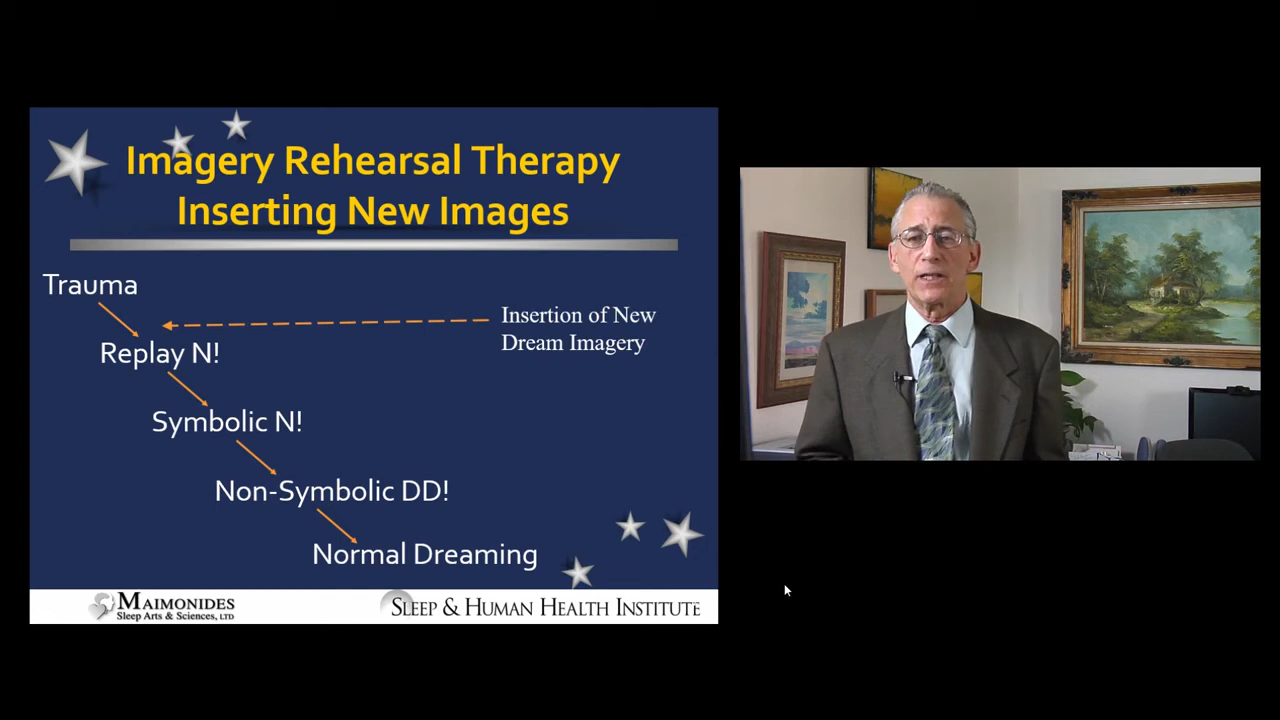 Imagery Rehearsal Therapy
Inserting New Images
Trauma
Insertion of New
Dream Imagery
Replay N!
Symbolic N!
Non-Symbolic DD!
Normal Dreaming
MAIMONIDES
Sleep Arts & Sciences, LTD
SLEEP & HUMAN HEALTH INSTITUTE